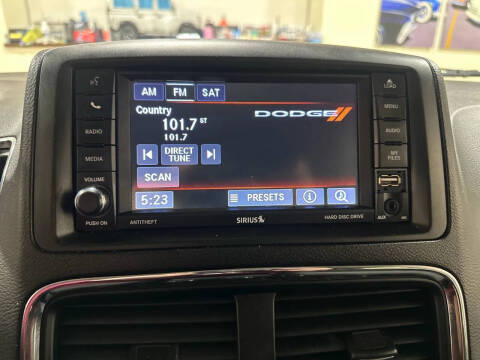 AM FM SAT
Country
101.7 ST
101.7
DODGE
DIRECT TUNE
SCAN
5:23
PRESETS
RADIO
MEDIA
VOLUME
PUSH ON
ANTITHEFT
SIRIUS
HARD DISC DRIVE
LOAD
MENU
AUDIO
MY FILES
AUX